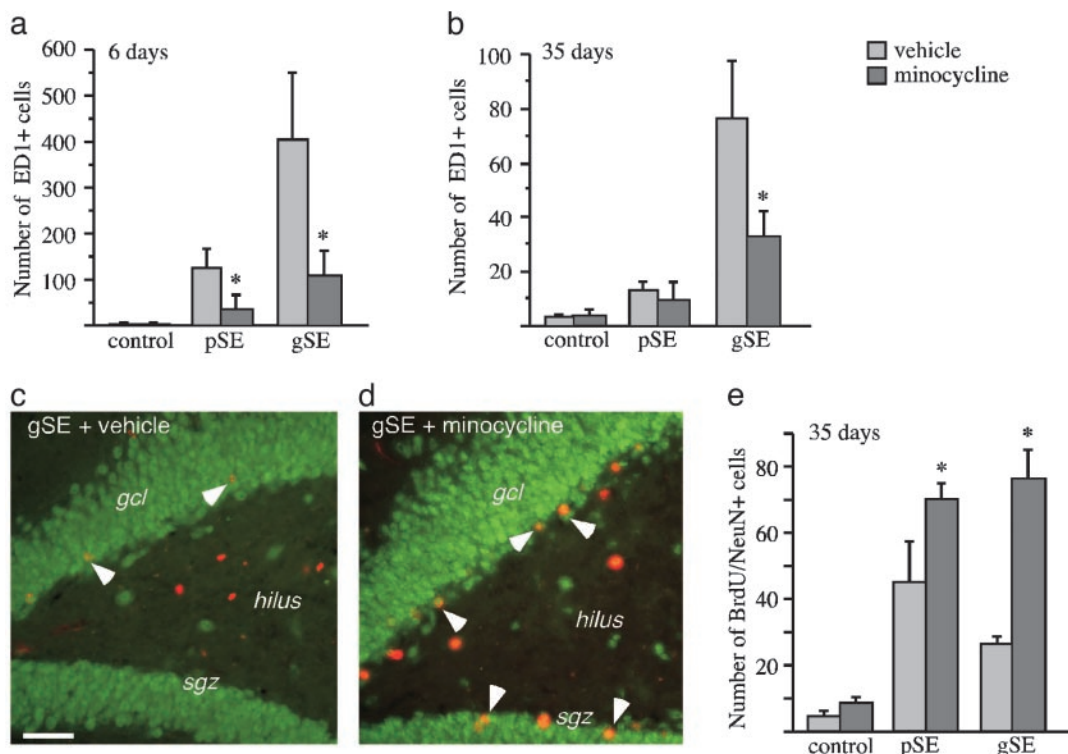 a
6 days
600
500
400
300
200
100
Number of ED1+ cells
control pSE gSE
b
35 days
100
80
60
40
20
Number of ED1+ cells
control pSE gSE
vehicle
minocycline
* *
*
c
gSE + vehicle
gcl
hilus
sgz
d
gSE + minocycline
gcl
hilus
sgz
e
35 days
80
60
40
20
Number of BrdU/NeuN+ cells
* *
control pSE gSE